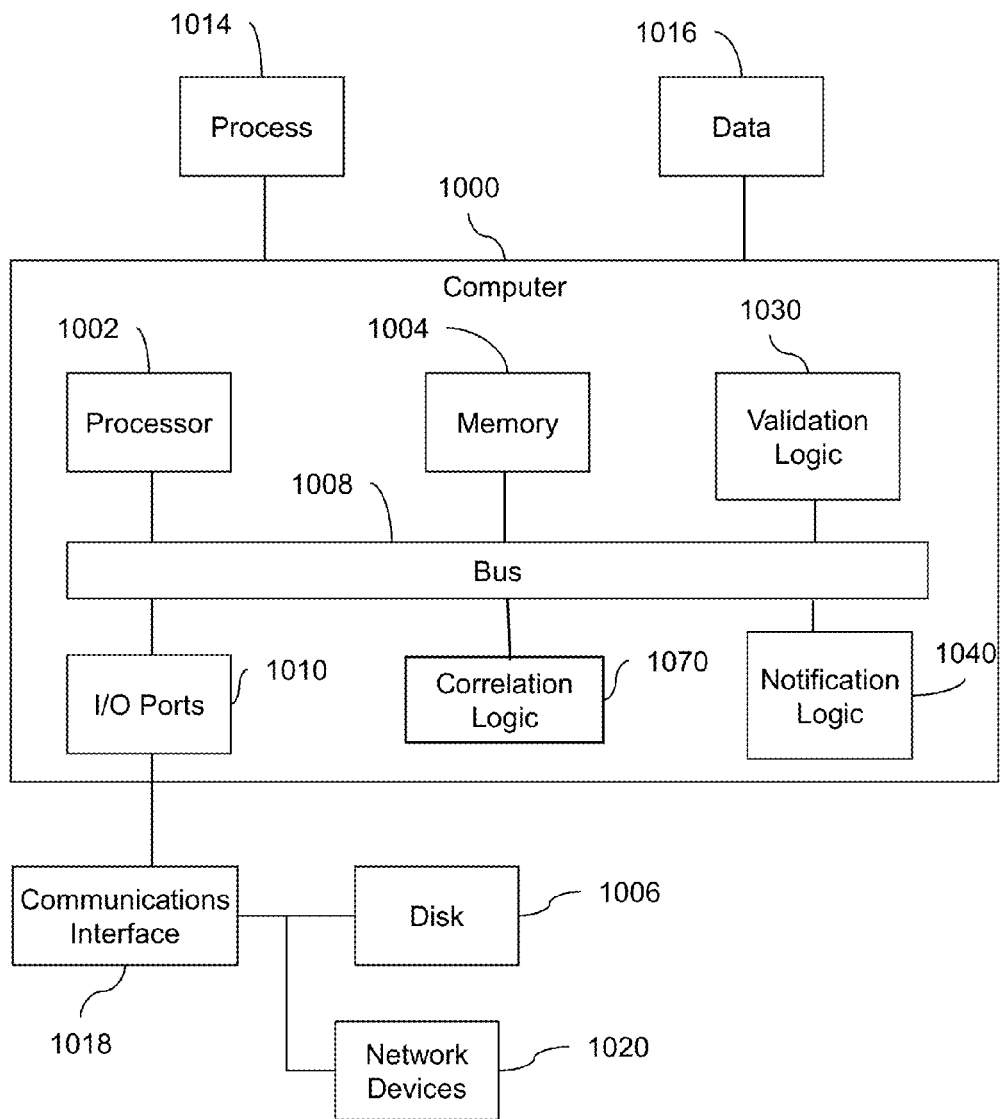 1014
1016
Process
Data
1000
Computer
1002
1004
1030
Processor
Memory
Validation
Logic
1008
Bus
I/O Ports
1010
Correlation
Logic
1070
Notification
Logic
1040
Communications
Interface
Disk
1006
1018
Network
Devices
1020